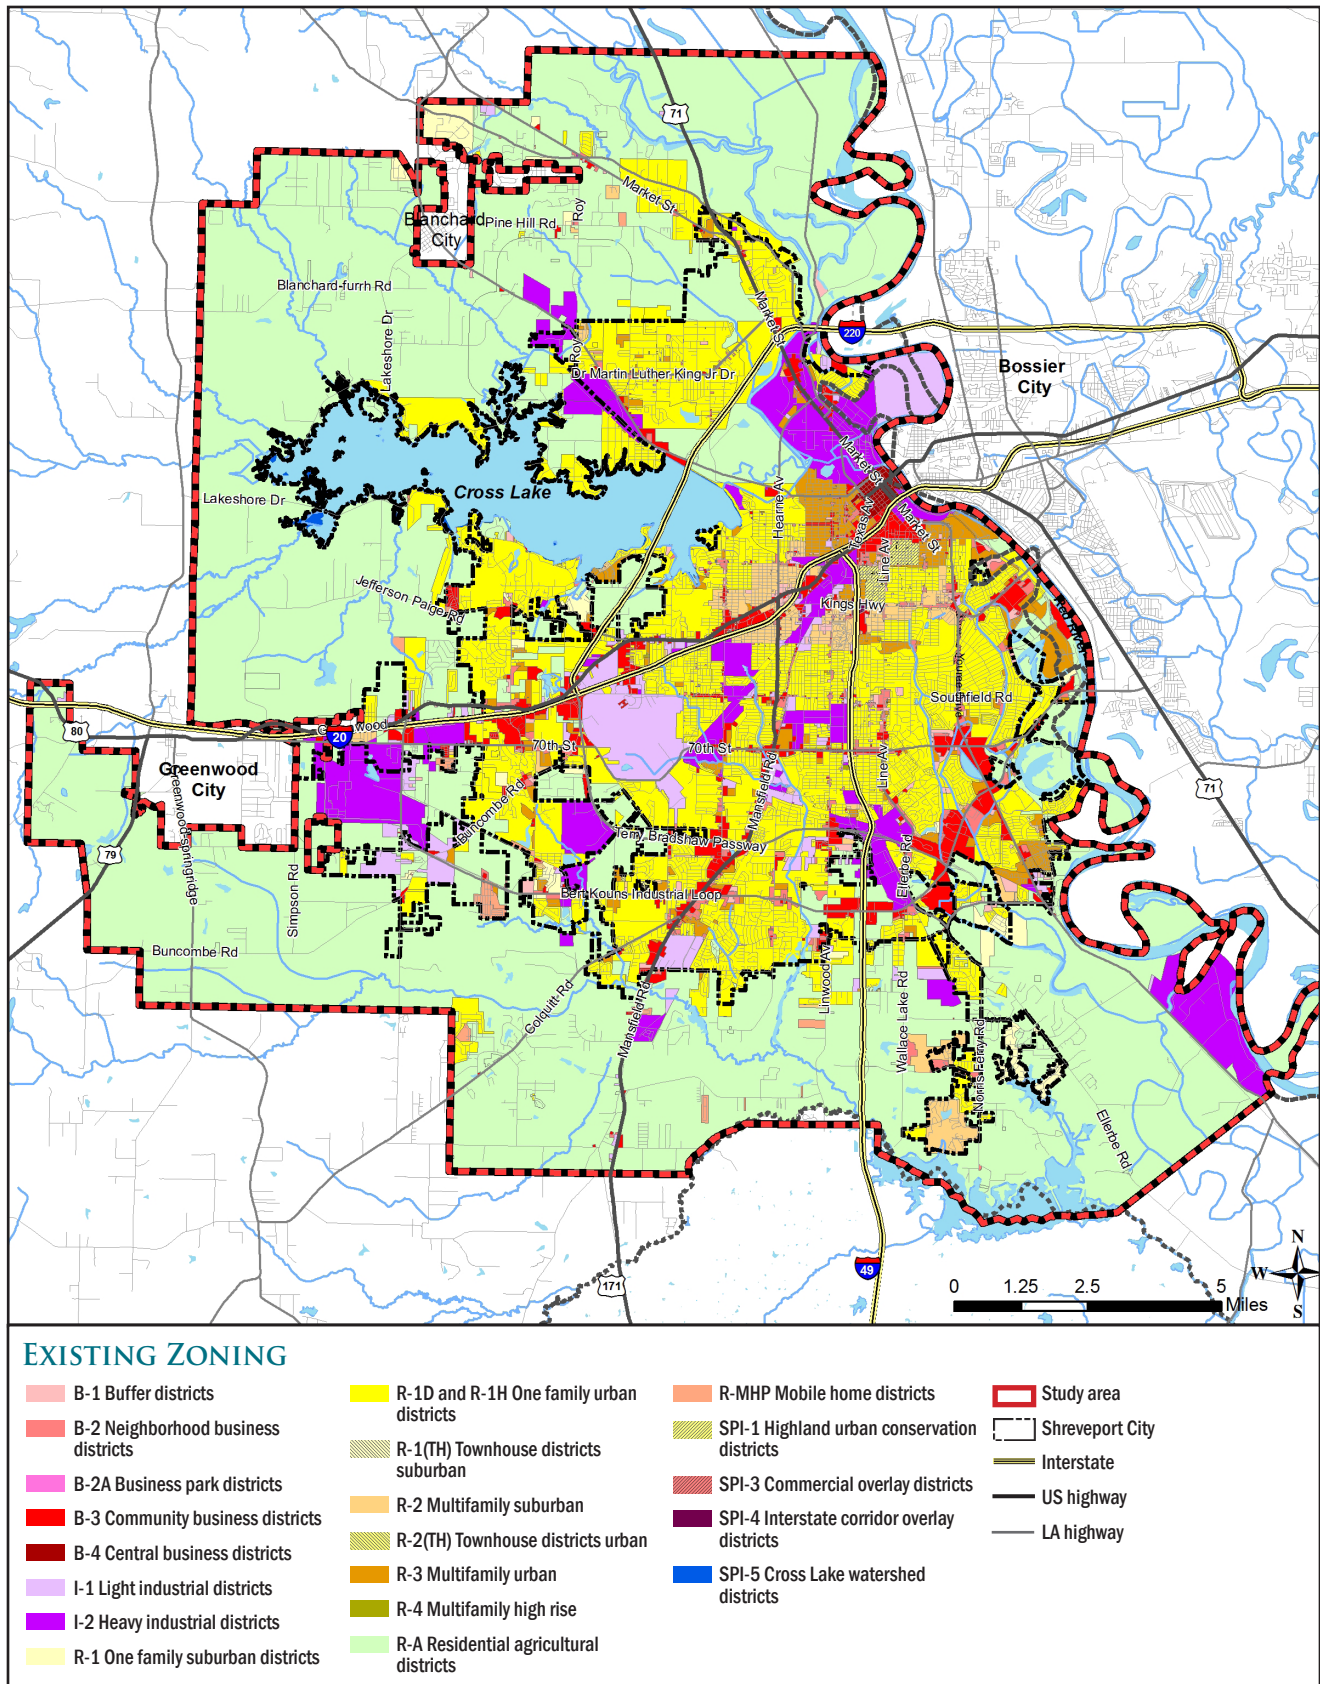 71
Market St
Roy
Blanchard
City
Pine Hill Rd
Blanchard-furrh Rd
Lakeshore Dr
Market St
220
Roy
Bossier
City
Dr Martin Luther King Jr Dr
Market St
Cross Lake
Lakeshore Dr
Hearne Av
Texas Av
Market St
Line Av
Jefferson Paige Rd
Kings Hwy
Red River
Southfield Rd
80
20
70th St
70th St
Greenwood
City
Greenwood-springridge
Mansfield Rd
Line Av
71
Buncombe Rd
Terry Bradshaw Passway
79
Simpson Rd
Ellerbe Rd
Bert Kouns Industrial Loop
Buncombe Rd
Linwood Av
Colquitt Rd
Mansfield Rd
Wallace Lake Rd
Norris Ferry Rd
Ellerbe Rd
171
49
N
W
S
0 1.25 2.5 5
Miles
EXISTING ZONING
B-1 Buffer districts
B-2 Neighborhood business
districts
B-2A Business park districts
B-3 Community business districts
B-4 Central business districts
I-1 Light industrial districts
I-2 Heavy industrial districts
R-1 One family suburban districts
R-1D and R-1H One family urban
districts
R-1(TH) Townhouse districts
suburban
R-2 Multifamily suburban
R-2(TH) Townhouse districts urban
R-3 Multifamily urban
R-4 Multifamily high rise
R-A Residential agricultural
districts
R-MHP Mobile home districts
SPI-1 Highland urban conservation
districts
SPI-3 Commercial overlay districts
SPI-4 Interstate corridor overlay
districts
SPI-5 Cross Lake watershed
districts
Study area
Shreveport City
Interstate
US highway
LA highway